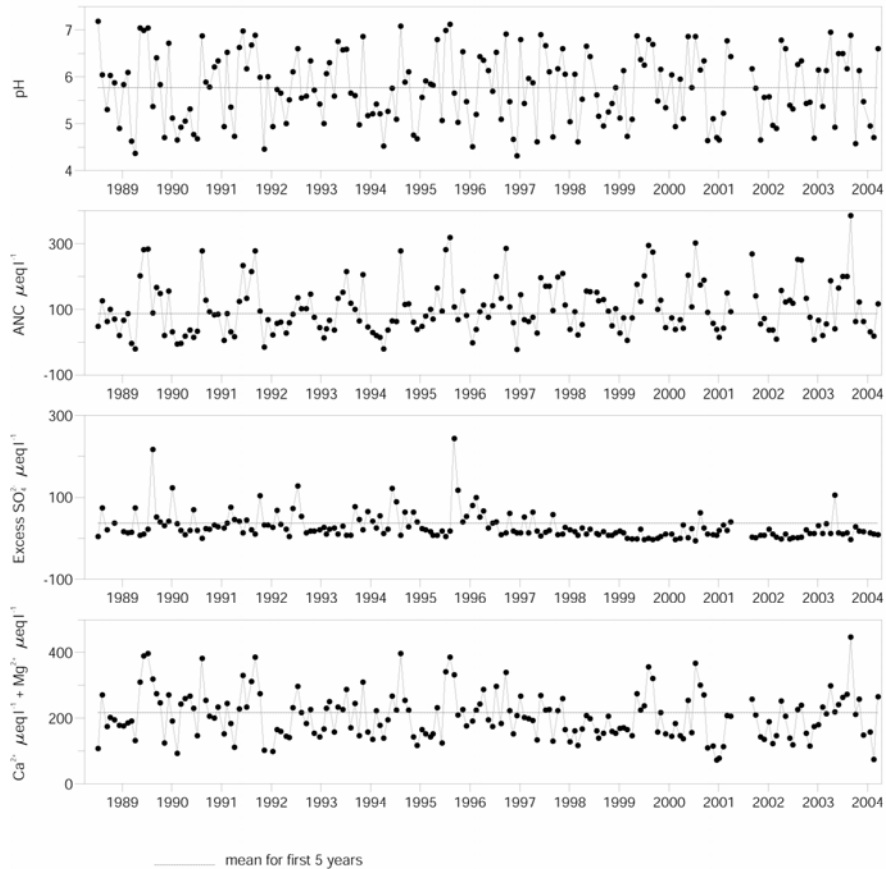 7
6
5
4
pH
1989 1990 1991 1992 1993 1994 1995 1996 1997 1998 1999 2000 2001 2002 2003 2004
300
100
-100
ANC μeql⁻¹
1989 1990 1991 1992 1993 1994 1995 1996 1997 1998 1999 2000 2001 2002 2003 2004
300
100
-100
Excess SO₄²⁻ μeql⁻¹
1989 1990 1991 1992 1993 1994 1995 1996 1997 1998 1999 2000 2001 2002 2003 2004
400
200
0
Ca²⁺ μeql⁻¹ + Mg²⁺ μeql⁻¹
1989 1990 1991 1992 1993 1994 1995 1996 1997 1998 1999 2000 2001 2002 2003 2004
mean for first 5 years